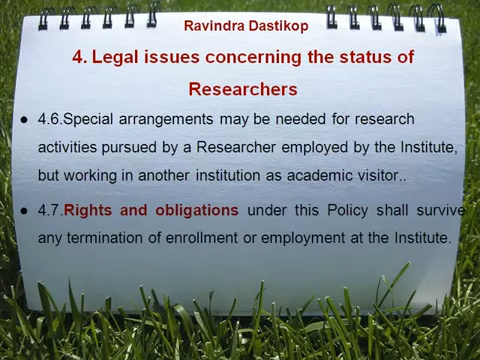 Ravindra Dastikop
4. Legal issues concerning the status of
Researchers
• 4.6.Special arrangements may be needed for research
activities pursued by a Researcher employed by the Institute,
but working in another institution as academic visitor..
• 4.7.Rights and obligations under this Policy shall survive
any termination of enrollment or employment at the Institute.